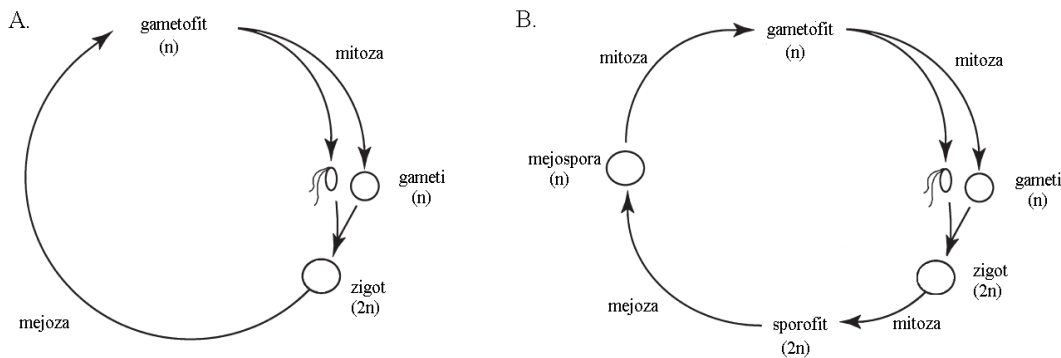 A.
gametofit
(n)
mitoza
gameti
(n)
zigot
(2n)
mejoza
B.
gametofit
(n)
mitoza
mitoza
mejospora
(n)
gameti
(n)
zigot
(2n)
mejoza
mitoza
sporofit
(2n)